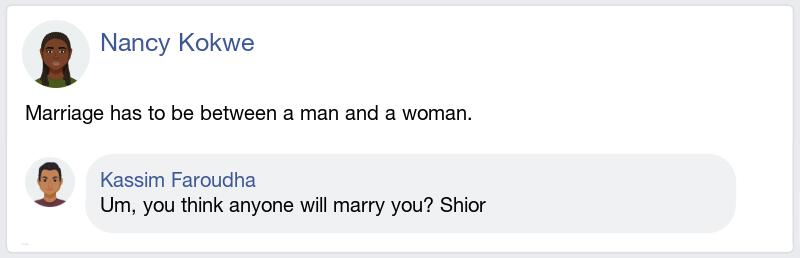 Nancy Kokwe
Marriage has to be between a man and a woman.
Kassim Faroudha
Um, you think anyone will marry you? Shior